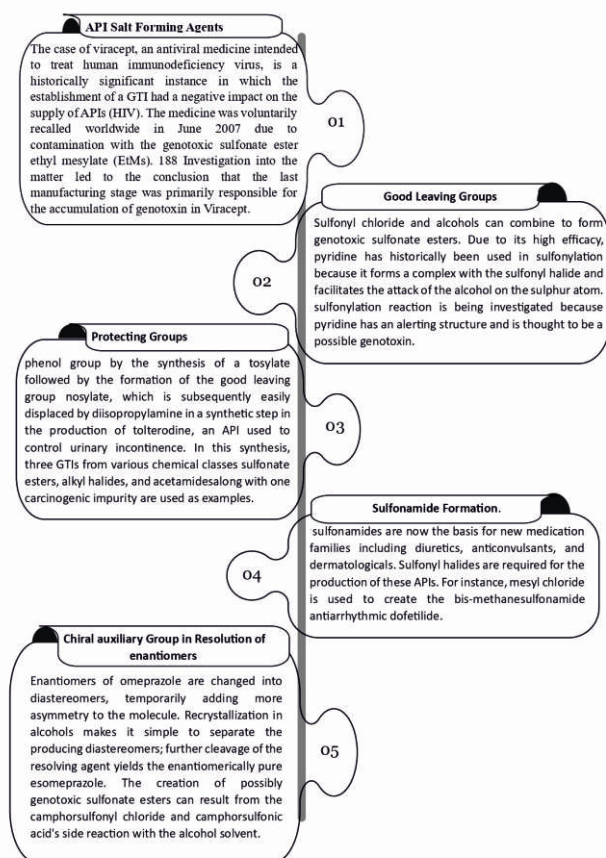 API Salt Forming Agents
The case of viracept, an antiviral medicine intended
to treat human immunodeficiency virus, is a
historically significant instance in which the
establishment of a GTI had a negative impact on the
supply of APIs (HIV). The medicine was voluntarily
recalled worldwide in June 2007 due to
contamination with the genotoxic sulfonate ester
ethyl mesylate (EtMs). 188 Investigation into the
matter led to the conclusion that the last
manufacturing stage was primarily responsible for
the accumulation of genotoxin in Viracept.
01
Good Leaving Groups
Sulfonyl chloride and alcohols can combine to form
genotoxic sulfonate esters. Due to its high efficacy,
pyridine has historically been used in sulfonylation
because it forms a complex with the sulfonyl halide and
facilitates the attack of the alcohol on the sulphur atom.
sulfonylation reaction is being investigated because
pyridine has an alerting structure and is thought to be a
possible genotoxin.
02
Protecting Groups
phenol group by the synthesis of a tosylate
followed by the formation of the good leaving
group nosylate, which is subsequently easily
displaced by diisopropylamine in a synthetic step in
the production of tolterodine, an API used to
control urinary incontinence. In this synthesis,
three GTIs from various chemical classes sulfonate
esters, alkyl halides, and acetamidesalong with one
carcinogenic impurity are used as examples.
03
Sulfonamide Formation.
sulfonamides are now the basis for new medication
families including diuretics, anticonvulsants, and
dermatologicals. Sulfonyl halides are required for the
production of these APIs. For instance, mesyl chloride
is used to create the bis-methanesulfonamide
antiarrhythmic dofetilide.
04
Chiral auxiliary Group in Resolution of
enantiomers
Enantiomers of omeprazole are changed into
diastereomers, temporarily adding more
asymmetry to the molecule. Recrystallization in
alcohols makes it simple to separate the
producing diastereomers; further cleavage of the
resolving agent yields the enantiomerically pure
esomeprazole. The creation of possibly
genotoxic sulfonate esters can result from the
camphorsulfonyl chloride and camphorsulfonic
acid's side reaction with the alcohol solvent.
05